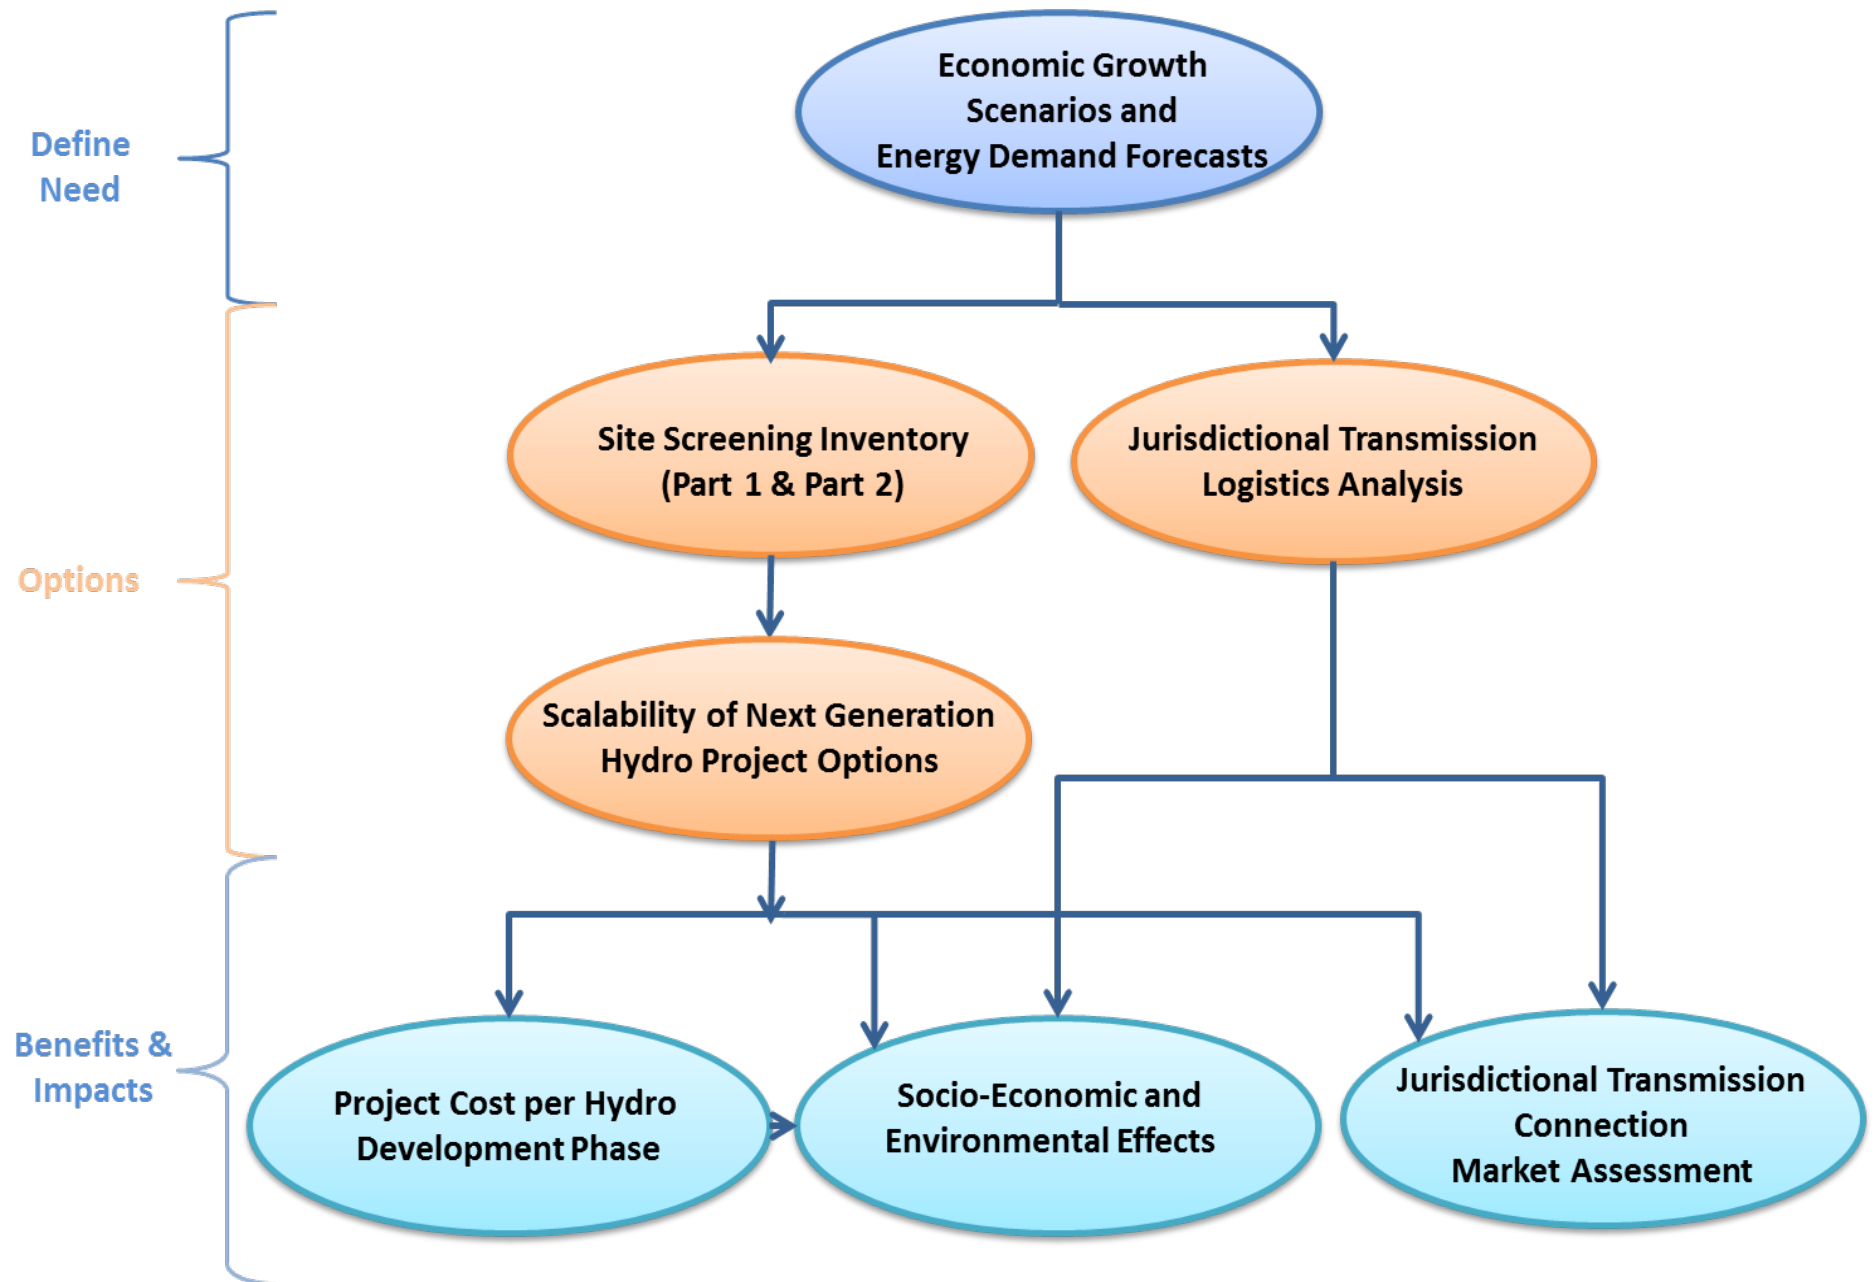 Define
Need
Economic Growth
Scenarios and
Energy Demand Forecasts
Options
Site Screening Inventory
(Part 1 & Part 2)
Jurisdictional Transmission
Logistics Analysis
Scalability of Next Generation
Hydro Project Options
Benefits &
Impacts
Project Cost per Hydro
Development Phase
Socio-Economic and
Environmental Effects
Jurisdictional Transmission
Connection
Market Assessment